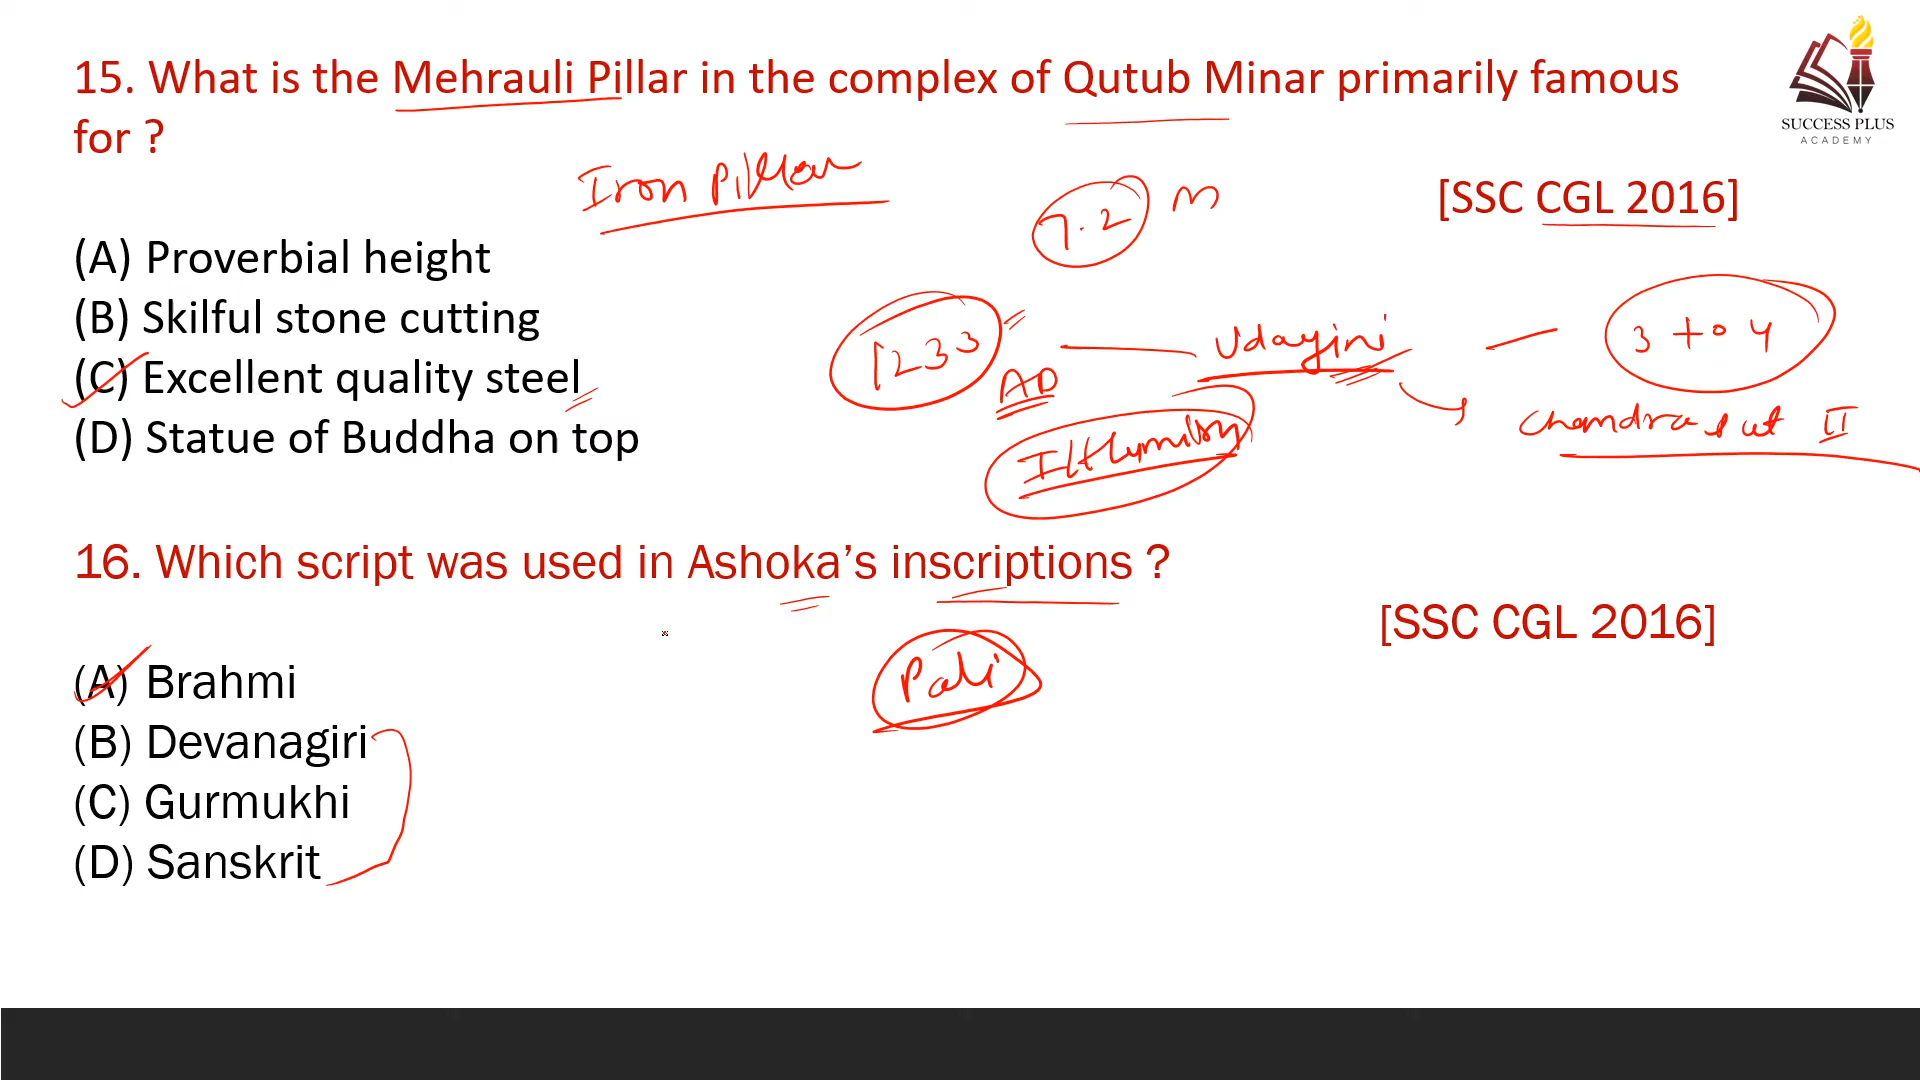 15. What is the Mehrauli Pillar in the complex of Qutub Minar primarily famous
for ?
SUCCESS PLUS
ACADEMY
Iron Pillar
7.2 m
[SSC CGL 2016]
(A) Proverbial height
(B) Skilful stone cutting
1233 AD
Udayini
3 to 4
(C) Excellent quality steel
(D) Statue of Buddha on top
II
16. Which script was used in Ashoka’s inscriptions ?
[SSC CGL 2016]
Pali
(A) Brahmi
(B) Devanagiri
(C) Gurmukhi
(D) Sanskrit